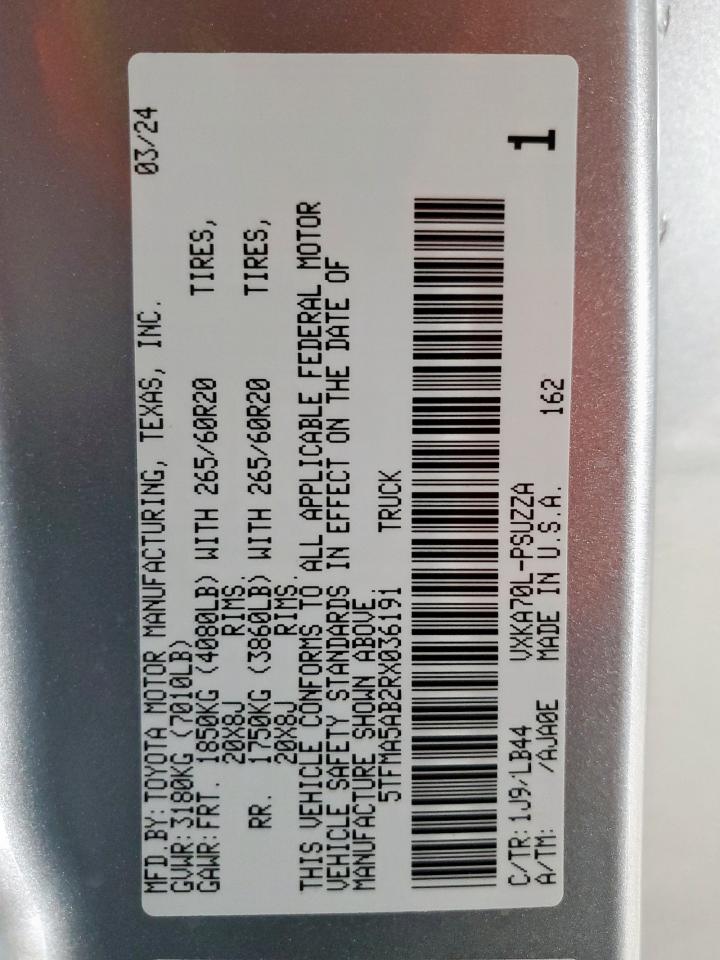 MFD.BY: TOYOTA MOTOR MANUFACTURING, TEXAS, INC. 03/24
GVWR: 3180KG (7010LB)
GAWR: FRT. 1850KG (4080LB) WITH 265/60R20 TIRES,
20X8J RIMS.
RR. 1750KG (3860LB) WITH 265/60R20 TIRES,
20X8J RIMS.
THIS VEHICLE CONFORMS TO ALL APPLICABLE FEDERAL MOTOR
VEHICLE SAFETY STANDARDS IN EFFECT ON THE DATE OF
MANUFACTURE SHOWN ABOVE.
5TFMA5AB2RX036191 TRUCK
1
C/TR: 1J9/LB44 VXKA70L-PSUZZA
A/TM: /AJA0E MADE IN U.S.A. 162